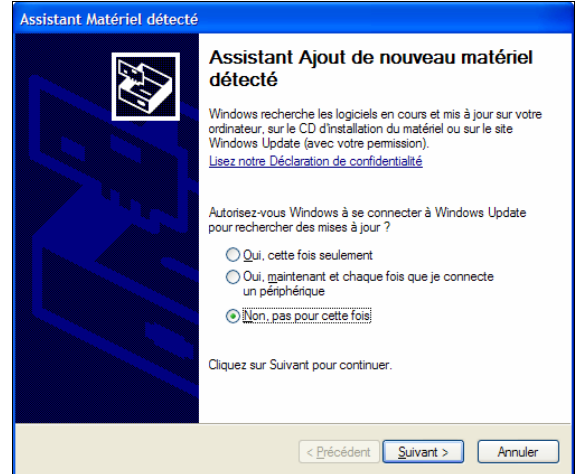 Assistant Matériel détecté
Assistant Ajout de nouveau matériel
détecté
Windows recherche les logiciels en cours et mis à jour sur votre
ordinateur, sur le CD d'installation du matériel ou sur le site
Windows Update (avec votre permission).
Lisez notre Déclaration de confidentialité
Autorisez-vous Windows à se connecter à Windows Update
pour rechercher des mises à jour ?
Oui, cette fois seulement
Oui, maintenant et chaque fois que je connecte
un périphérique
Non, pas pour cette fois
Cliquez sur Suivant pour continuer.
< Précédent Suivant > Annuler